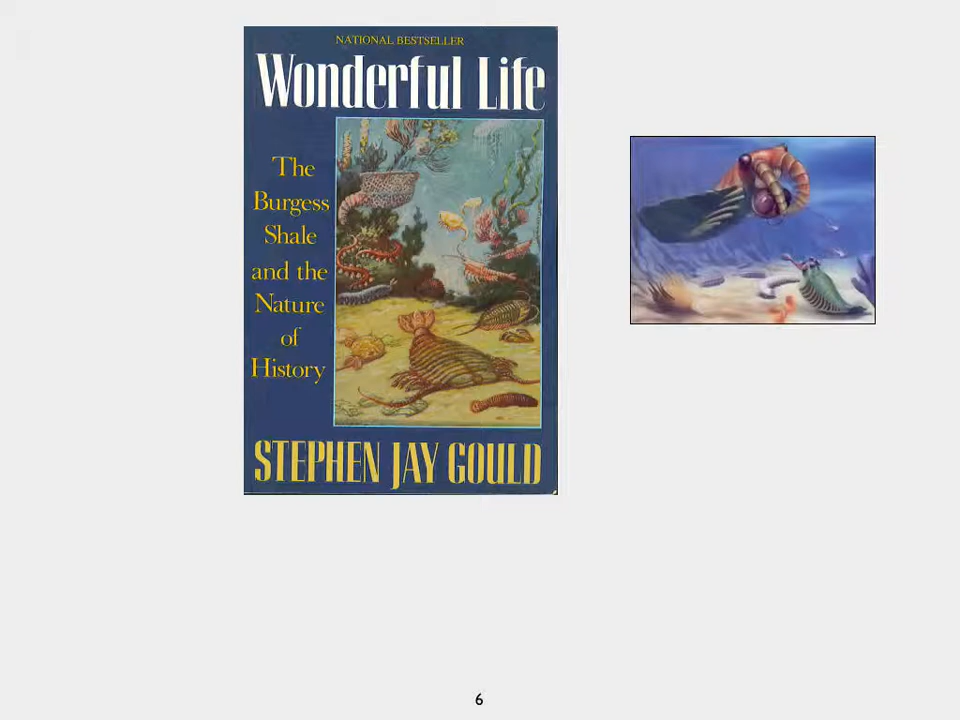 NATIONAL BESTSELLER
Wonderful Life
The
Burgess
Shale
and the
Nature
of
History
STEPHEN JAY GOULD
6